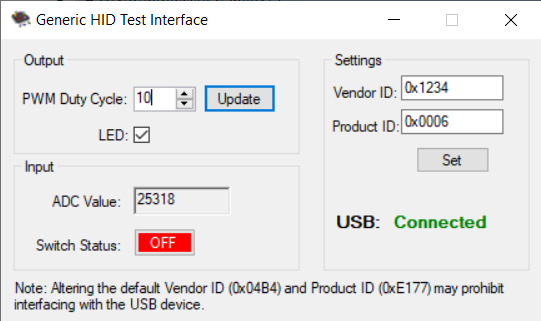 Generic HID Test Interface
Output
PWM Duty Cycle: 10 Update
LED:
Input
ADC Value: 25318
Switch Status: OFF
Settings
Vendor ID: 0x1234
Product ID: 0x0006
Set
USB: Connected
Note: Altering the default Vendor ID (0x04B4) and Product ID (0xE177) may prohibit
interfacing with the USB device.